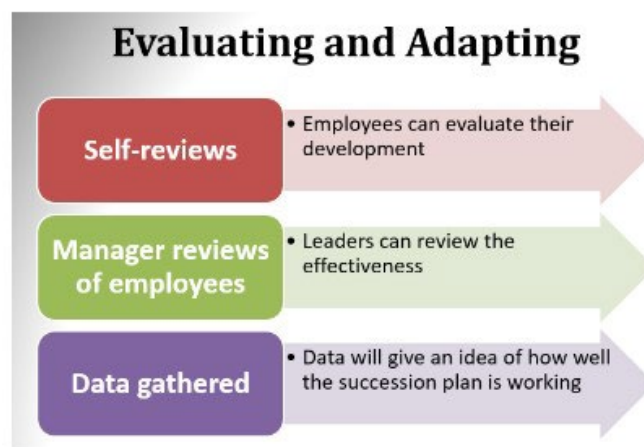 Evaluating and Adapting
Self-reviews
• Employees can evaluate their
development
Manager reviews
of employees
• Leaders can review the
effectiveness
Data gathered
• Data will give an idea of how well
the succession plan is working